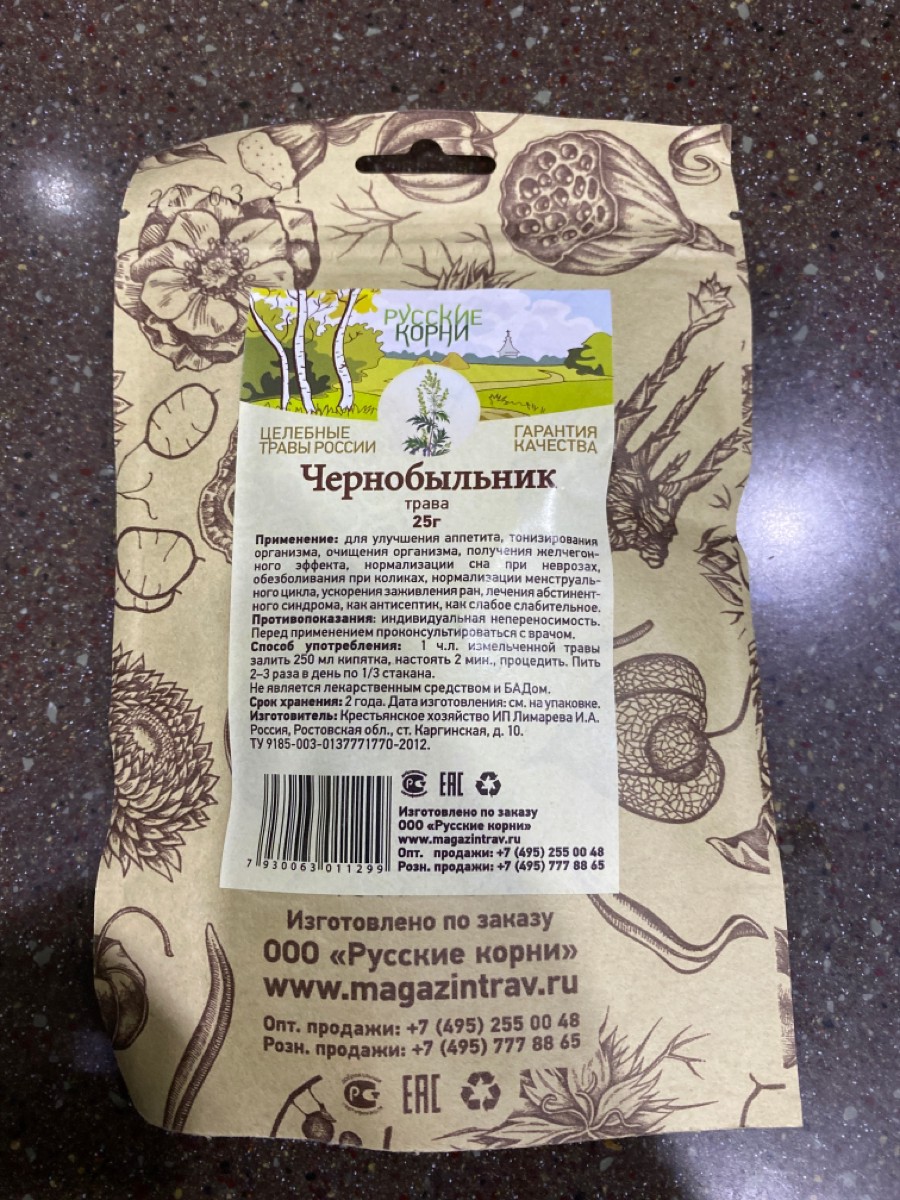 РУССКИЕ
КОРНИ
ЦЕЛЕБНЫЕ
ТРАВЫ РОССИИ
ГАРАНТИЯ
КАЧЕСТВА
Чернобыльник
трава
25г
Применение: для улучшения аппетита, тонизирования
организма, очищения организма, получения желчегон-
ного эффекта, нормализации сна при неврозах,
обезболивания при коликах, нормализации менструаль-
ного цикла, ускорения заживления ран, лечения абстинент-
ного синдрома, как антисептик, как слабое слабительное.
Противопоказания: индивидуальная непереносимость.
Перед применением проконсультироваться с врачом.
Способ употребления: 1 ч.л. измельченной травы
залить 250 мл кипятка, настоять 2 мин., процедить. Пить
2–3 раза в день по 1/3 стакана.
Не является лекарственным средством и БАДом.
Срок хранения: 2 года. Дата изготовления: см. на упаковке.
Изготовитель: Крестьянское хозяйство ИП Лимарева И.А.
Россия, Ростовская обл., ст. Каргинская, д. 10.
ТУ 9185-003-0137771770-2012.
РС ЕАС
7 930063 011299
Изготовлено по заказу
ООО «Русские корни»
www.magazintrav.ru
Опт. продажи: +7 (495) 255 00 48
Розн. продажи: +7 (495) 777 88 65
Изготовлено по заказу
ООО «Русские корни»
www.magazintrav.ru
Опт. продажи: +7 (495) 255 00 48
Розн. продажи: +7 (495) 777 88 65
РС ЕАС